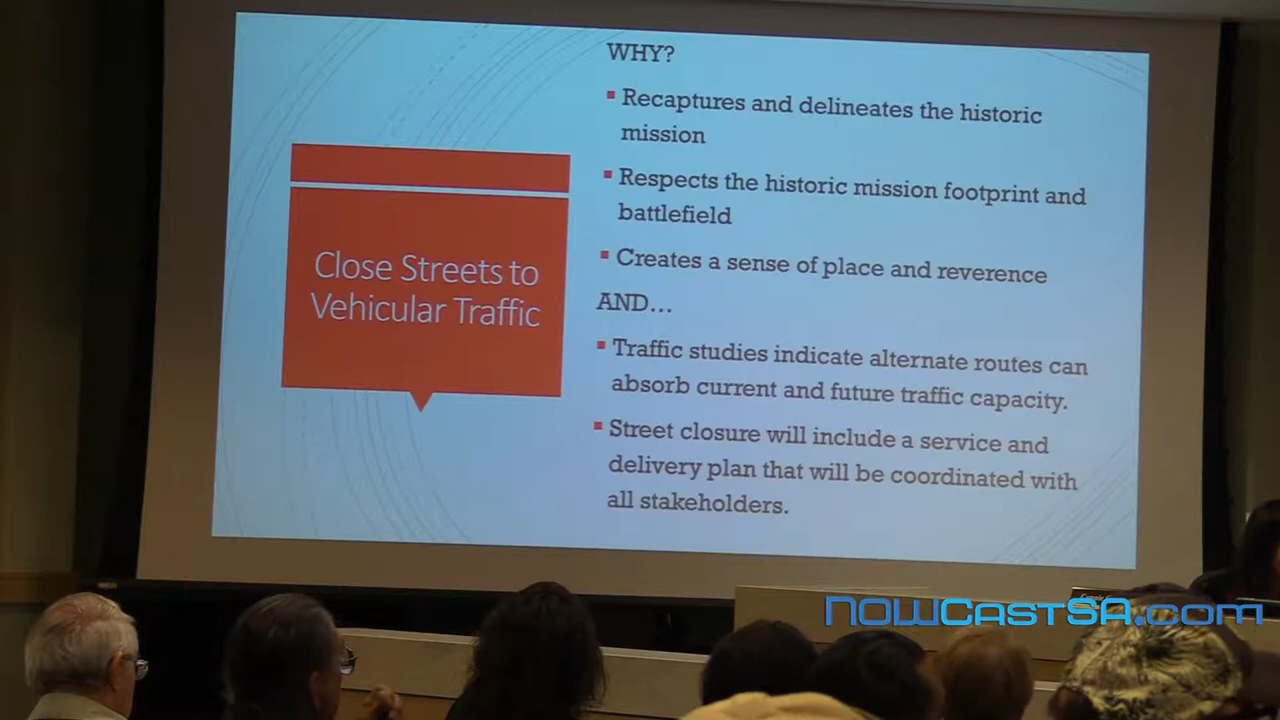 WHY?
Recaptures and delineates the historic
mission
Respects the historic mission footprint and
battlefield
Creates a sense of place and reverence
AND...
Traffic studies indicate alternate routes can
absorb current and future traffic capacity.
Street closure will include a service and
delivery plan that will be coordinated with
all stakeholders.
Close Streets to
Vehicular Traffic
NOWCastSA.com